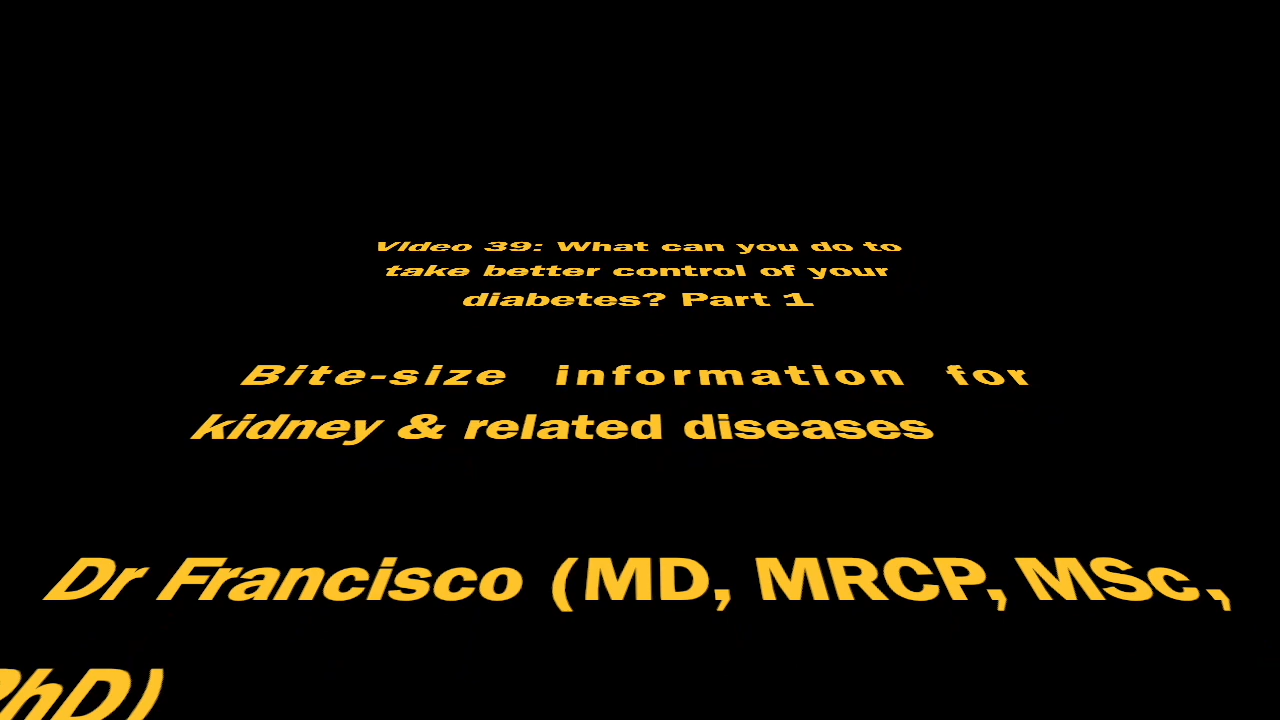 Video 39: What can you do to
take better control of your
diabetes? Part 1
Bite-size information for
kidney & related diseases
Dr Francisco (MD, MRCP, MSc,
PhD)